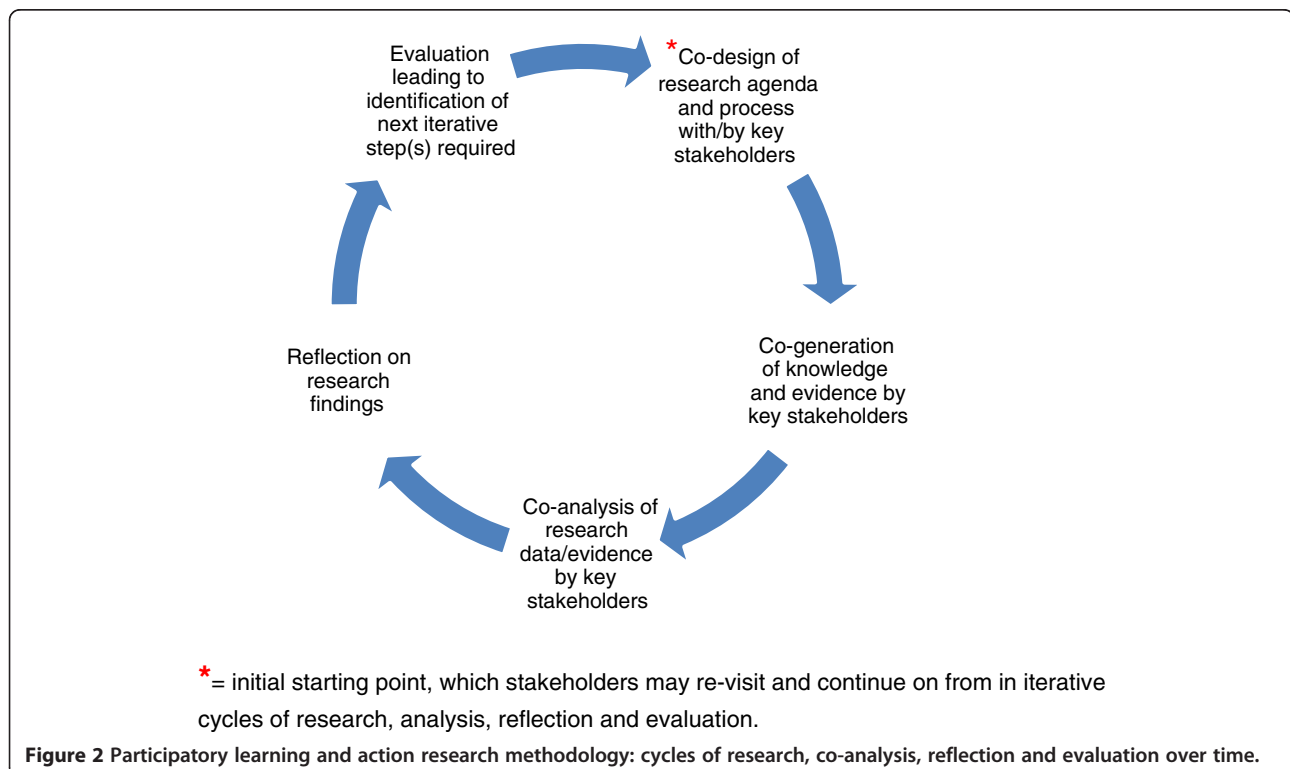 Evaluation
leading to
identification of
next iterative
step(s) required
*Co-design of
research agenda
and process
with/by key
stakeholders
Co-generation
of knowledge
and evidence by
key stakeholders
Co-analysis of
research
data/evidence
by key
stakeholders
Reflection on
research
findings
*= initial starting point, which stakeholders may re-visit and continue on from in iterative
cycles of research, analysis, reflection and evaluation.
Figure 2 Participatory learning and action research methodology: cycles of research, co-analysis, reflection and evaluation over time.